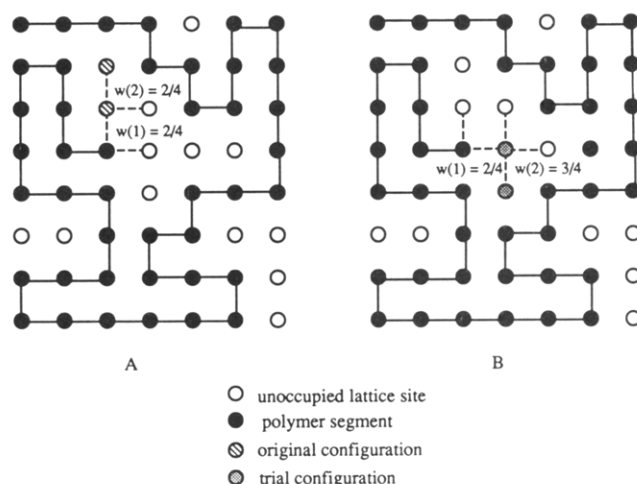 w(2) = 2/4
w(1) = 2/4
w(1) = 2/4 w(2) = 3/4
A B
unoccupied lattice site
polymer segment
original configuration
trial configuration